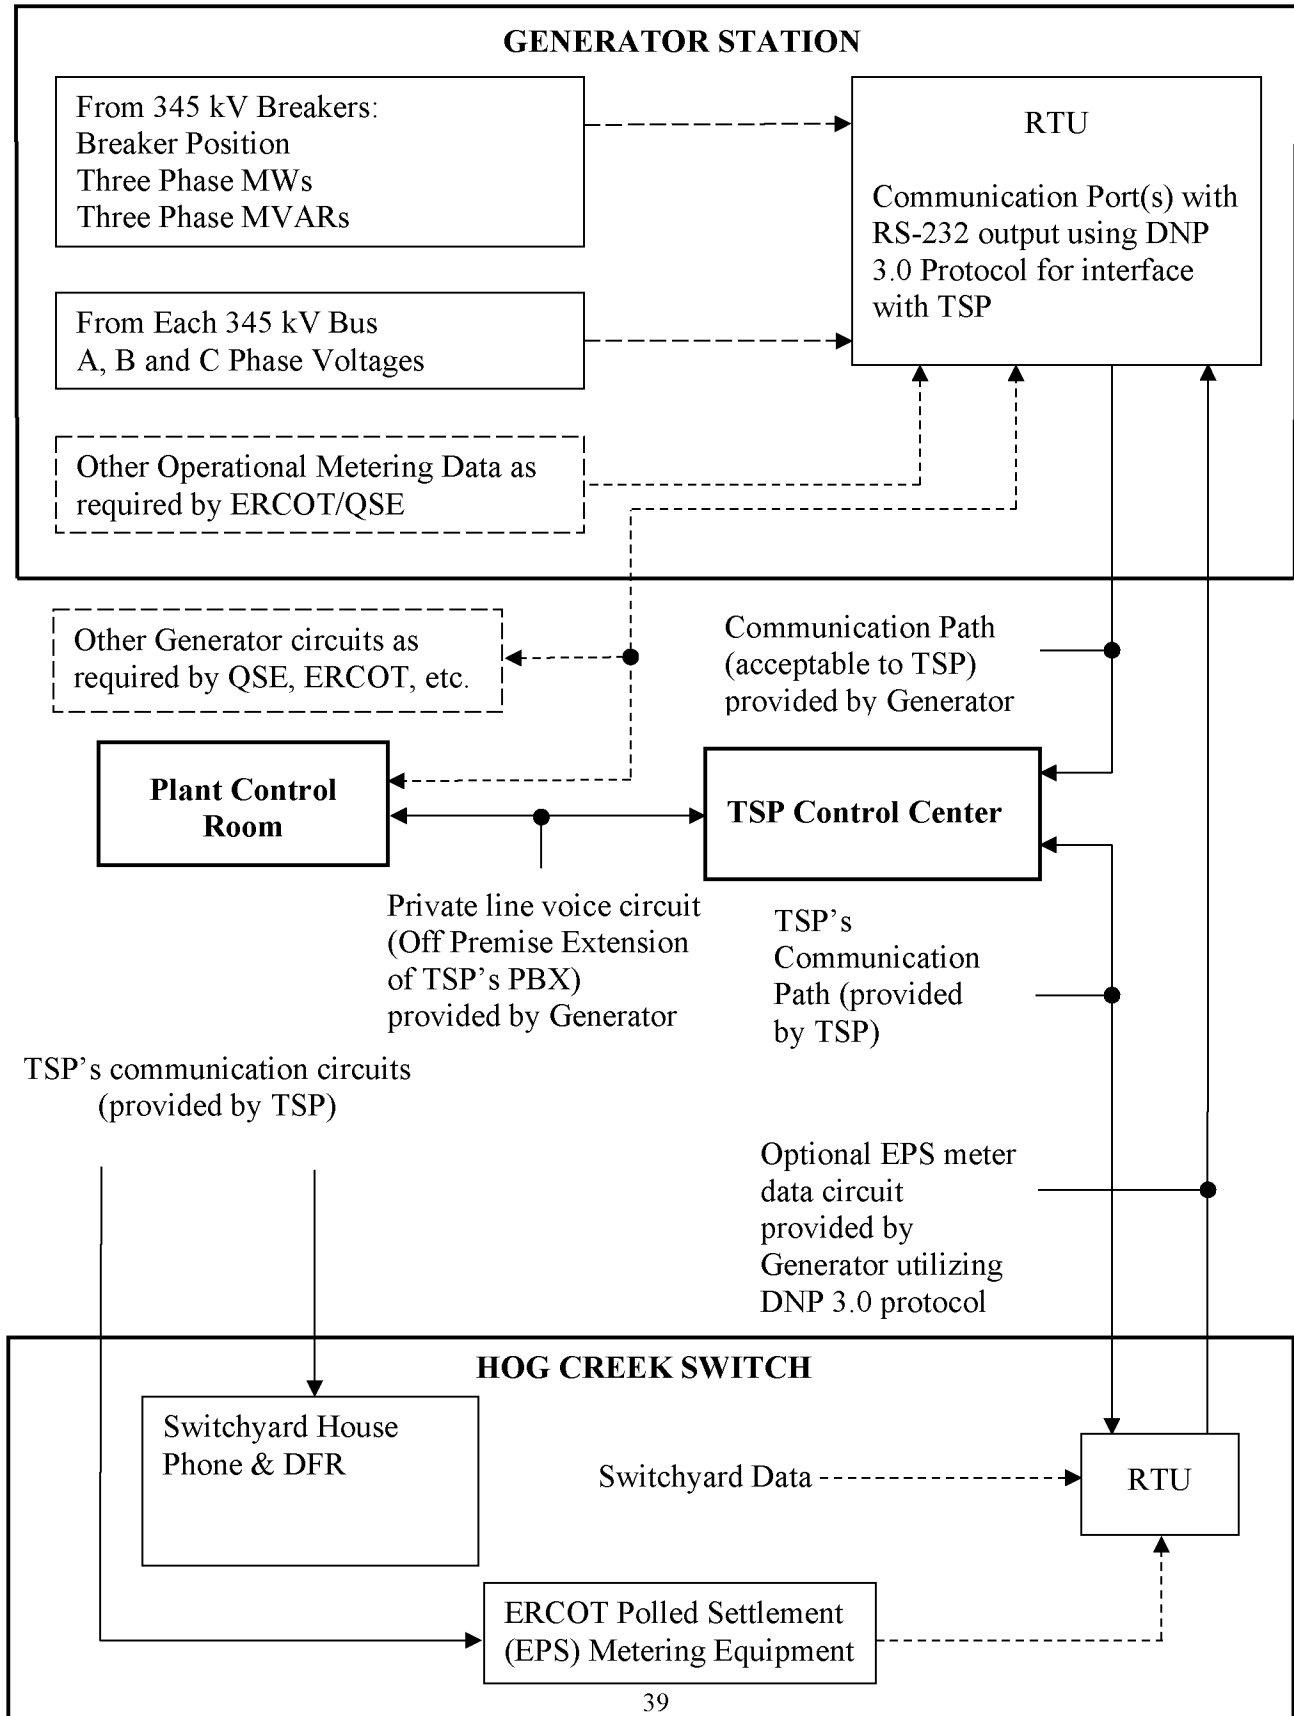 GENERATOR STATION
From 345 kV Breakers:
Breaker Position
Three Phase MWs
Three Phase MVARs
RTU
Communication Port(s) with
RS-232 output using DNP
3.0 Protocol for interface
with TSP
From Each 345 kV Bus
A, B and C Phase Voltages
Other Operational Metering Data as
required by ERCOT/QSE
Other Generator circuits as
required by QSE, ERCOT, etc.
Communication Path
(acceptable to TSP)
provided by Generator
Plant Control
Room
TSP Control Center
Private line voice circuit
(Off Premise Extension
of TSP's PBX)
provided by Generator
TSP's
Communication
Path (provided
by TSP)
TSP's communication circuits
(provided by TSP)
Optional EPS meter
data circuit
provided by
Generator utilizing
DNP 3.0 protocol
HOG CREEK SWITCH
Switchyard House
Phone & DFR
Switchyard Data
RTU
ERCOT Polled Settlement
(EPS) Metering Equipment
39